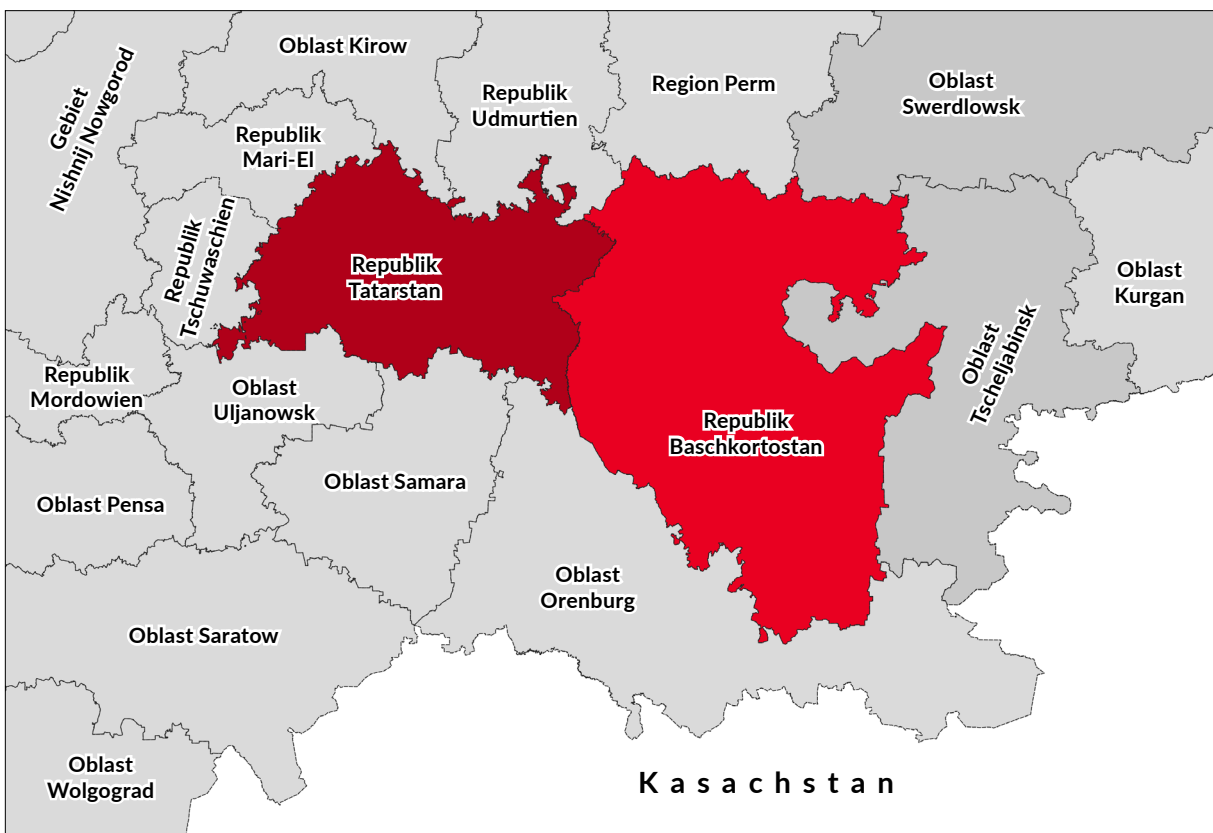 Oblast Kirow
Gebiet
Nishnij Nowgorod
Republik
Udmurtien
Region Perm
Oblast
Swerdlowsk
Republik
Mari-El
Republik
Tschuwaschien
Republik
Tatarstan
Oblast
Kurgan
Oblast
Tscheljabinsk
Republik
Mordowien
Oblast
Uljanowsk
Republik
Baschkortostan
Oblast Pensa
Oblast Samara
Oblast
Orenburg
Oblast Saratow
Oblast
Wolgograd
Kasachstan